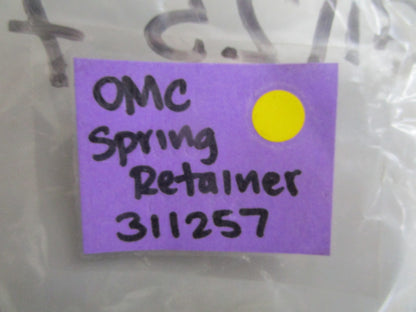 OMC
Spring
Retainer
311257